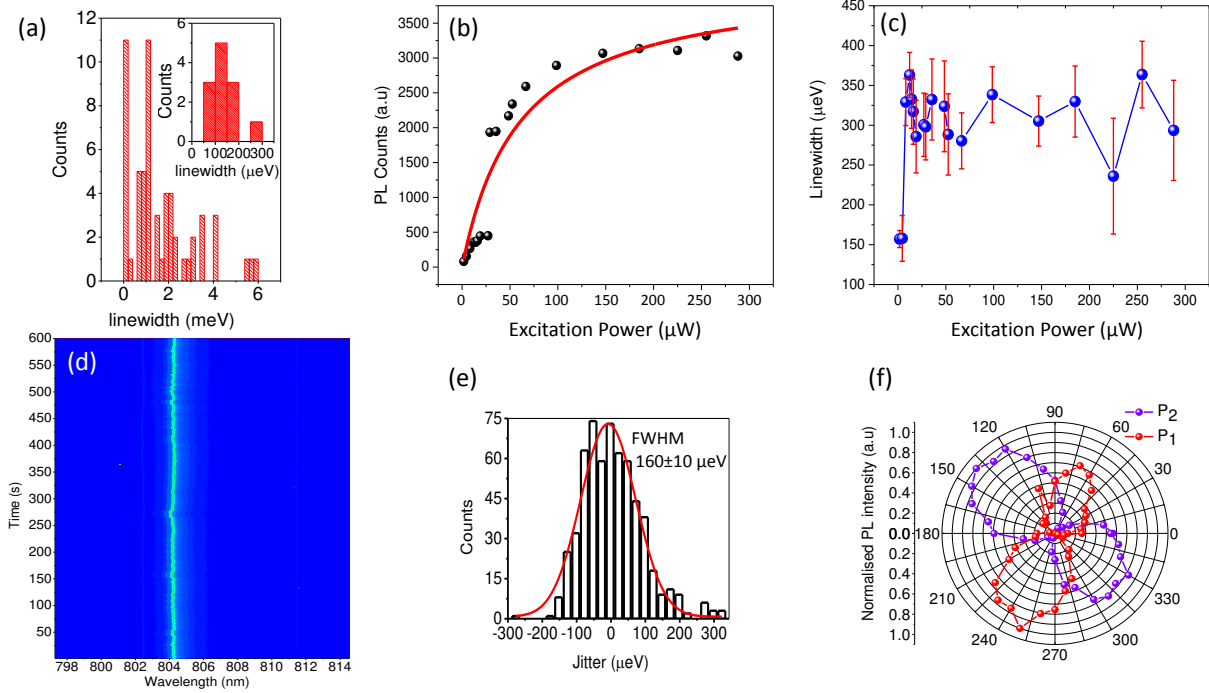 (a)
12
10
8
6
4
2
0
Counts
0 2 4 6
linewidth (meV)
6
4
2
0
Counts
100 200 300
linewidth (μeV)
(b)
3500
3000
2500
2000
1500
1000
500
0
PL Counts (a.u)
0 50 100 150 200 250 300
Excitation Power (μW)
(c)
450
400
350
300
250
200
150
100
Linewidth (μeV)
0 50 100 150 200 250 300
Excitation Power (μW)
(d)
600
550
500
450
400
350
300
250
200
150
100
50
Time (s)
798 800 802 804 806 808 810 812 814
Wavelength (nm)
(e)
75
60
45
30
15
0
Counts
FWHM
160±10 μeV
-300 -200 -100 0 100 200 300
Jitter (μeV)
(f)
P2
P1
Normalised PL intensity (a.u)
1.0
0.8
0.6
0.4
0.2
0.0
0.0
0.2
0.4
0.6
0.8
1.0
90
120 60
150 30
180 0
210 330
240 300
270